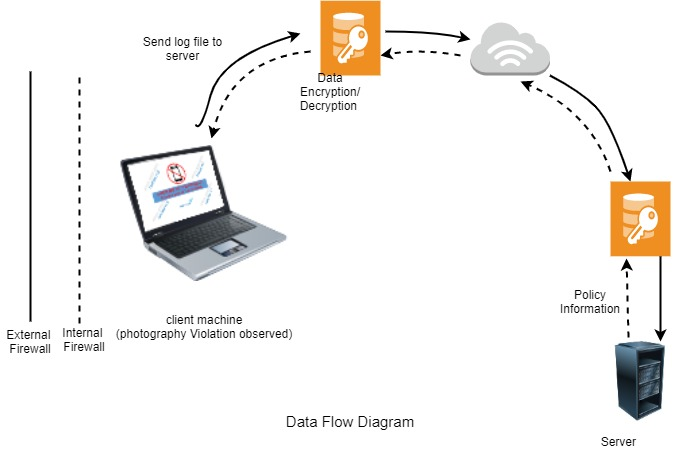 Send log file to
server
Data
Encryption/
Decryption
Policy
Information
External
Firewall
Internal
Firewall
client machine
(photography Violation observed)
Data Flow Diagram
Server